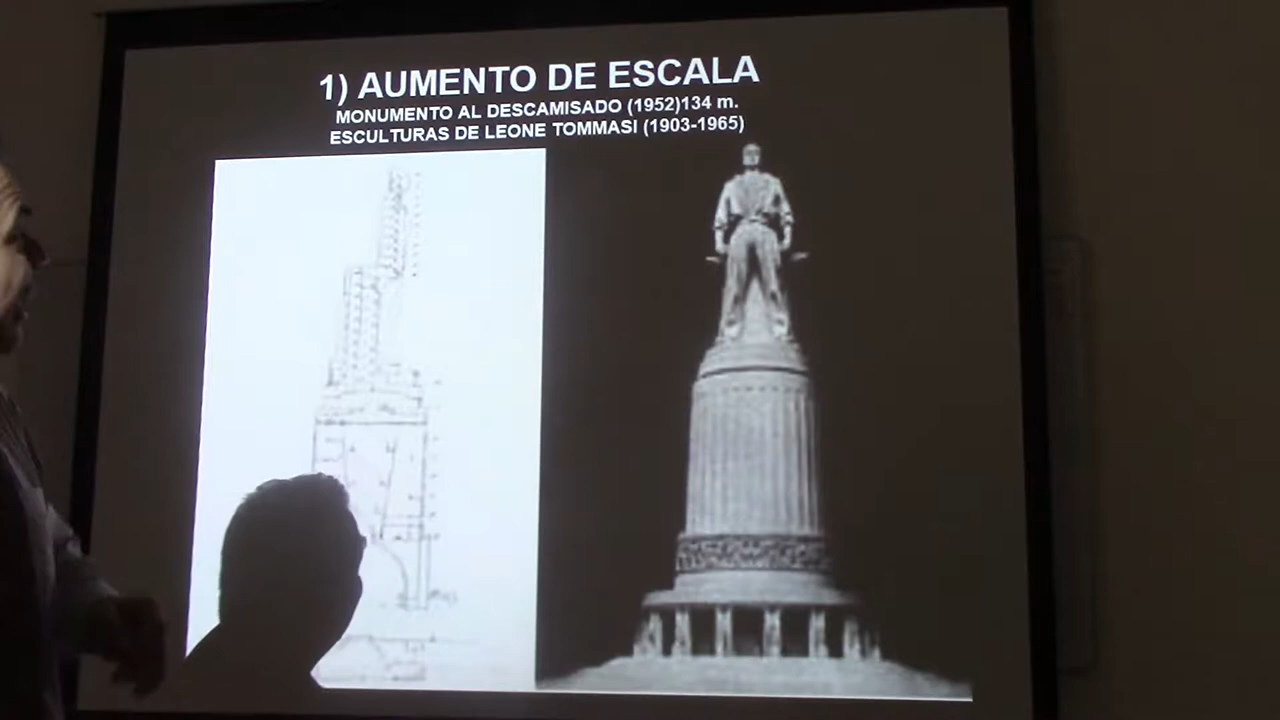 1) AUMENTO DE ESCALA
MONUMENTO AL DESCAMISADO (1952)134 m.
ESCULTURAS DE LEONE TOMMASI (1903-1965)